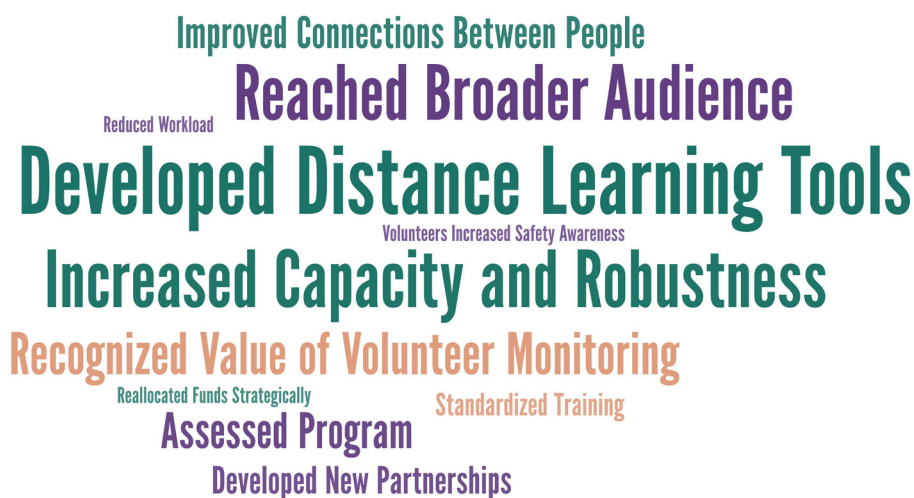 Improved Connections Between People
Reached Broader Audience
Reduced Workload
Developed Distance Learning Tools
Volunteers Increased Safety Awareness
Increased Capacity and Robustness
Recognized Value of Volunteer Monitoring
Reallocated Funds Strategically
Standardized Training
Assessed Program
Developed New Partnerships